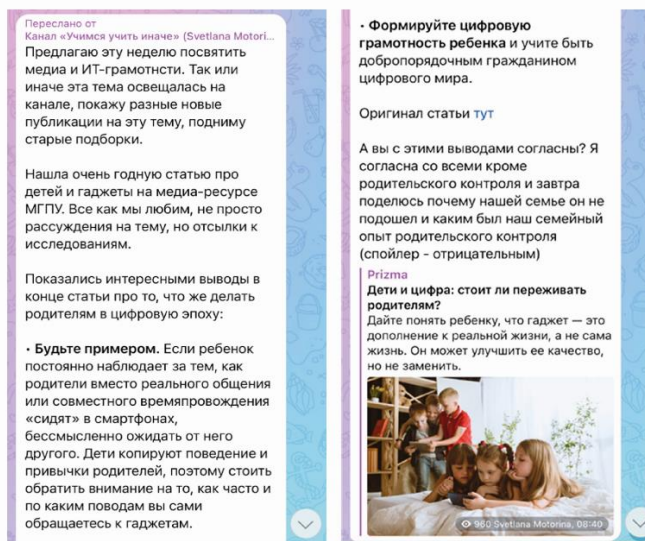 Переслано от
Канал «Учимся учить иначе» (Svetlana Motori...
Предлагаю эту неделю посвятить
медиа и ИТ-грамотнсти. Так или
иначе эта тема освещалась на
канале, покажу разные новые
публикации на эту тему, подниму
старые подборки.
Нашла очень годную статью про
детей и гаджеты на медиа-ресурсе
МГПУ. Все как мы любим, не просто
рассуждения на тему, но отсылки к
исследованиям.
Показались интересными выводы в
конце статьи про то, что же делать
родителям в цифровую эпоху:
• Будьте примером. Если ребенок
постоянно наблюдает за тем, как
родители вместо реального общения
или совместного времяпровождения
«сидят» в смартфонах,
бессмысленно ожидать от него
другого. Дети копируют поведение и
привычки родителей, поэтому стоить
обратить внимание на то, как часто и
по каким поводам вы сами
обращаетесь к гаджетам.
• Формируйте цифровую
грамотность ребенка и учите быть
добропорядочным гражданином
цифрового мира.
Оригинал статьи тут
А вы с этими выводами согласны? Я
согласна со всеми кроме
родительского контроля и завтра
поделюсь почему нашей семье он не
подошел и каким был наш семейный
опыт родительского контроля
(спойлер - отрицательным)
Prizma
Дети и цифра: стоит ли переживать
родителям?
Дайте понять ребенку, что гаджет — это
дополнение к реальной жизни, а не сама
жизнь. Он может улучшить ее качество,
но не заменить.
960 Svetlana Motorina, 08:40